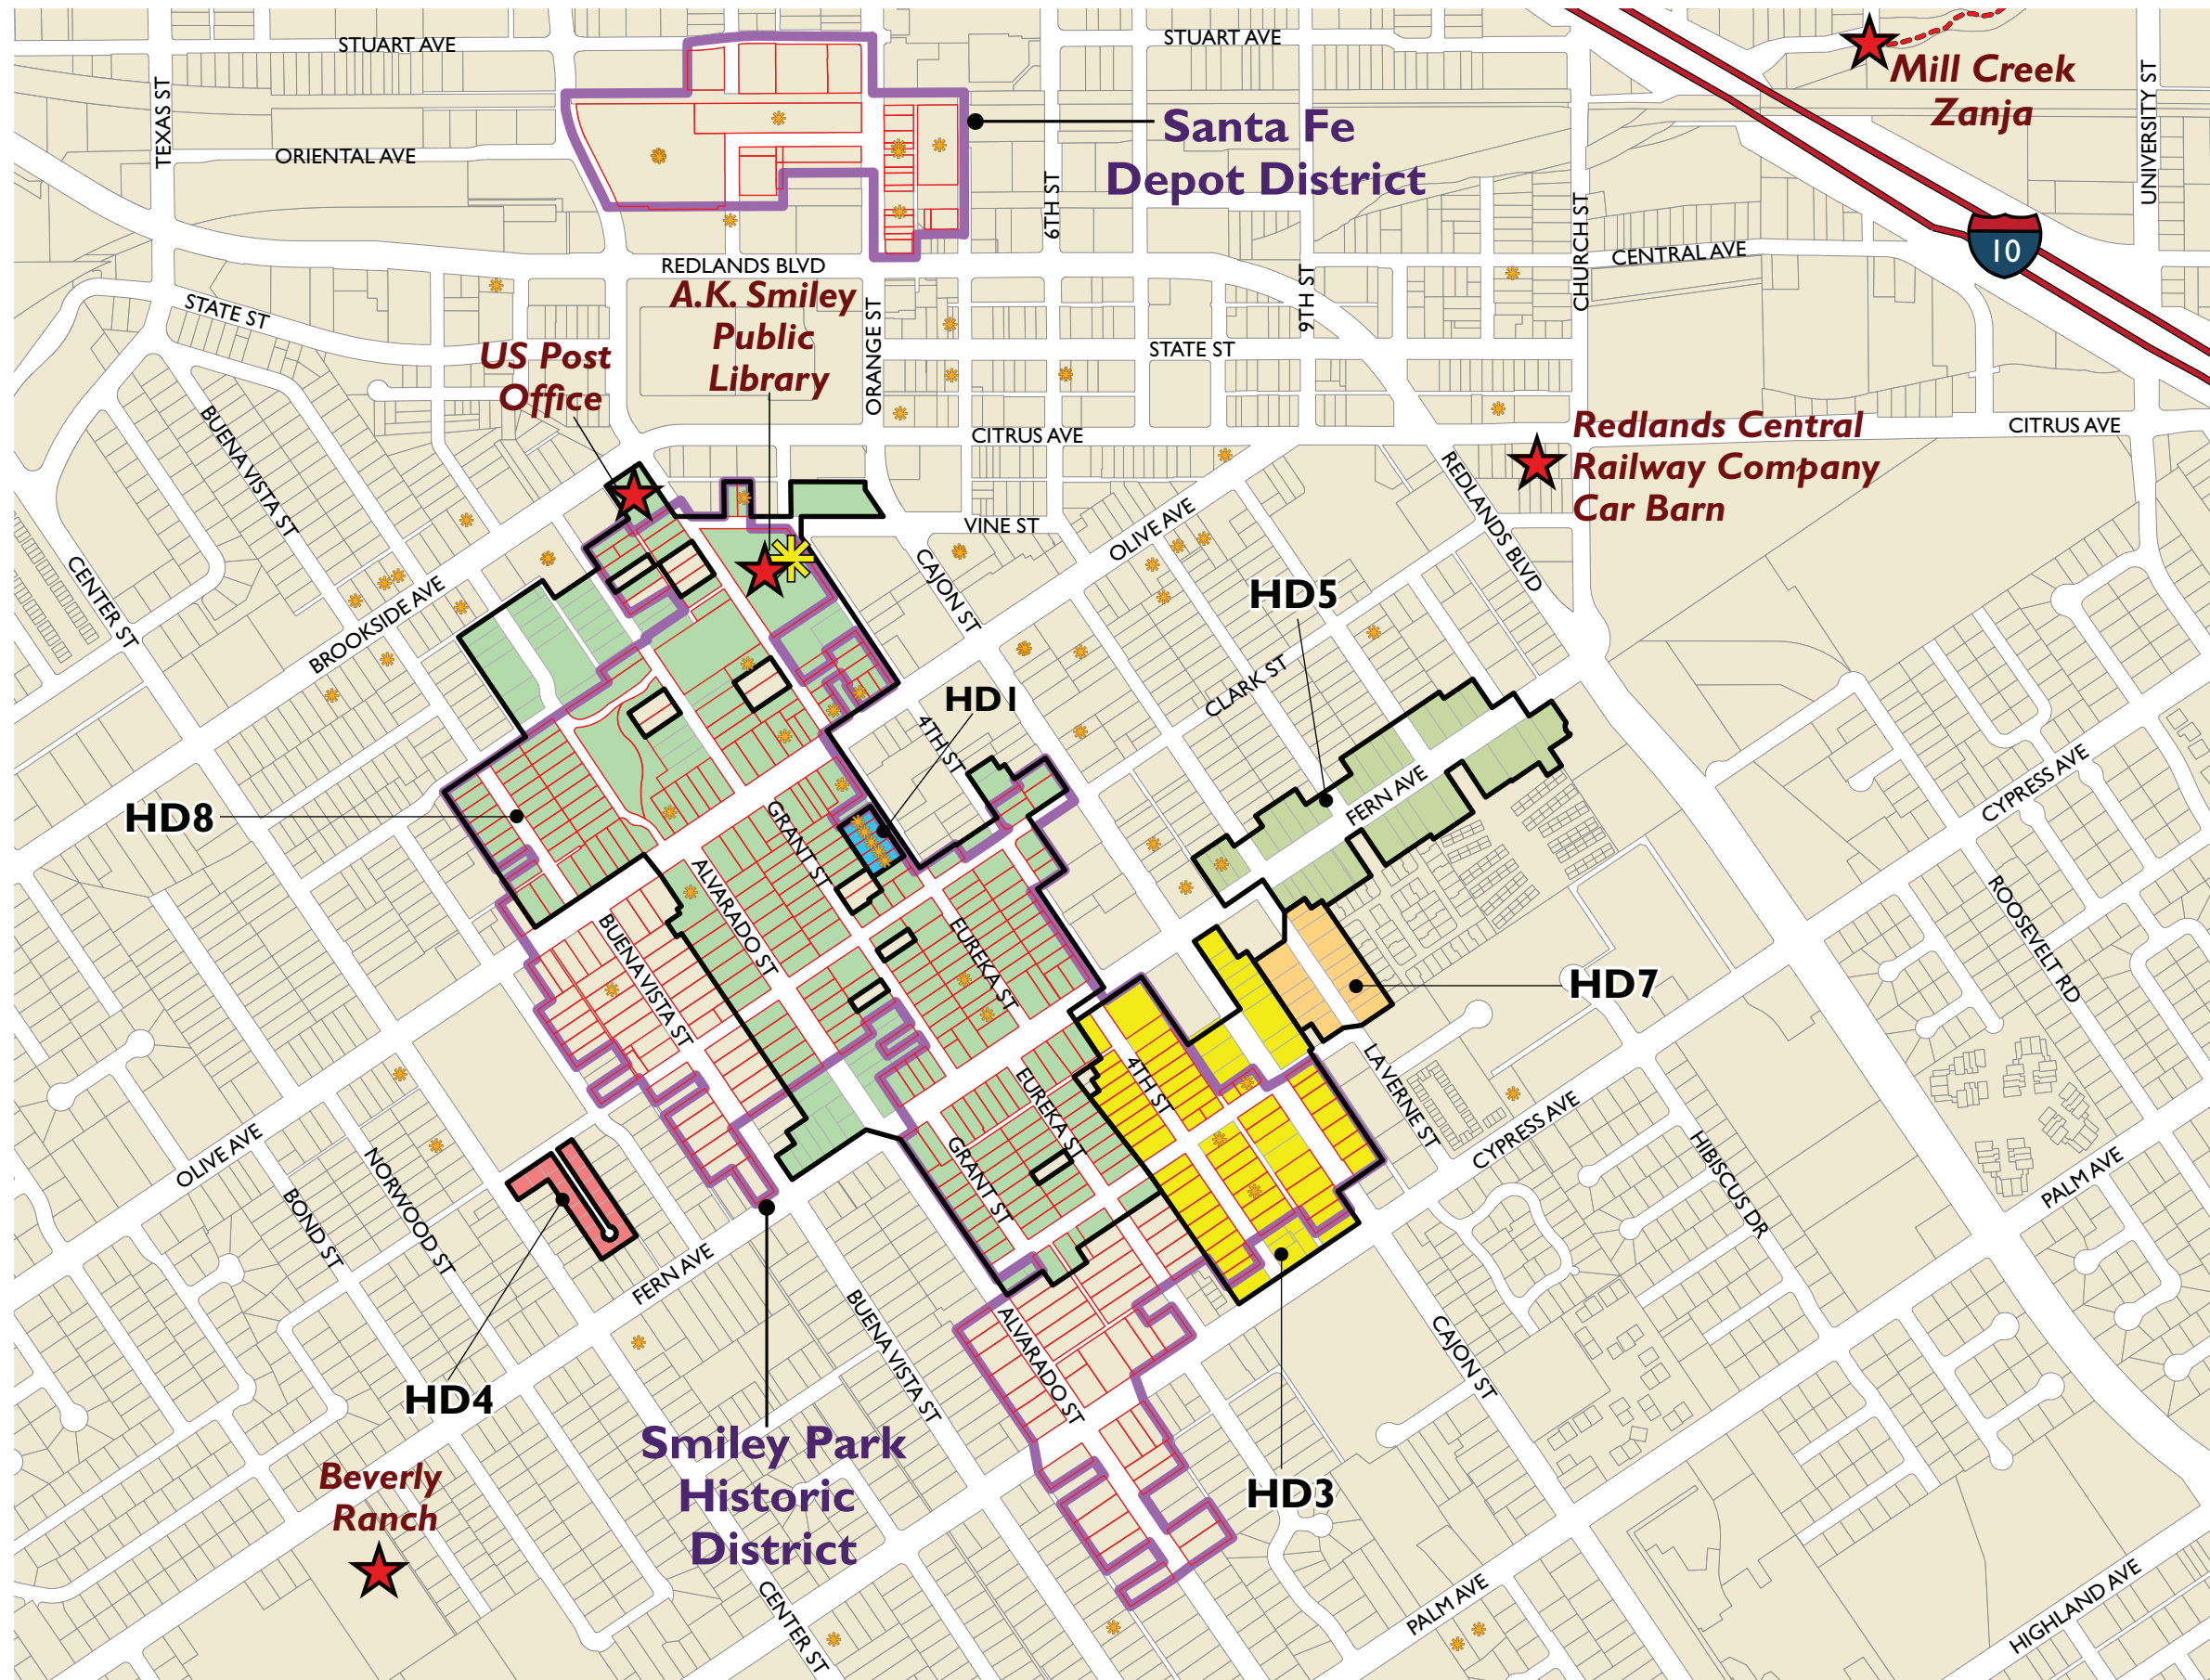 STUART AVE
STUART AVE
Mill Creek
Zanja
TEXAS ST
UNIVERSITY ST
Santa Fe
Depot District
ORIENTAL AVE
6TH ST
CHURCH ST
10
CENTRAL AVE
REDLANDS BLVD
A.K. Smiley
Public
Library
9TH ST
STATE ST
ORANGE ST
STATE ST
US Post
Office
CITRUS AVE
CITRUS AVE
Redlands Central
Railway Company
Car Barn
BUENA VISTA ST
REDLANDS BLVD
VINE ST
OLIVE AVE
CENTER ST
CAJON ST
BROOKSIDE AVE
HD5
CLARK ST
HD1
4TH ST
FERN AVE
CYPRESS AVE
HD8
GRANT ST
ALVARADO ST
BUENA VISTA ST
EUREKA ST
ROOSEVELT RD
HD7
4TH ST
LAVERNE ST
EUREKA ST
CYPRESS AVE
OLIVE AVE
NORWOOD ST
BOND ST
GRANT ST
HIBISCUS DR
PALM AVE
FERN AVE
BUENA VISTA ST
ALVARADO ST
CAJON ST
HD4
Smiley Park
Historic
District
HD3
Beverly
Ranch
CENTER ST
PALM AVE
HIGHLAND AVE